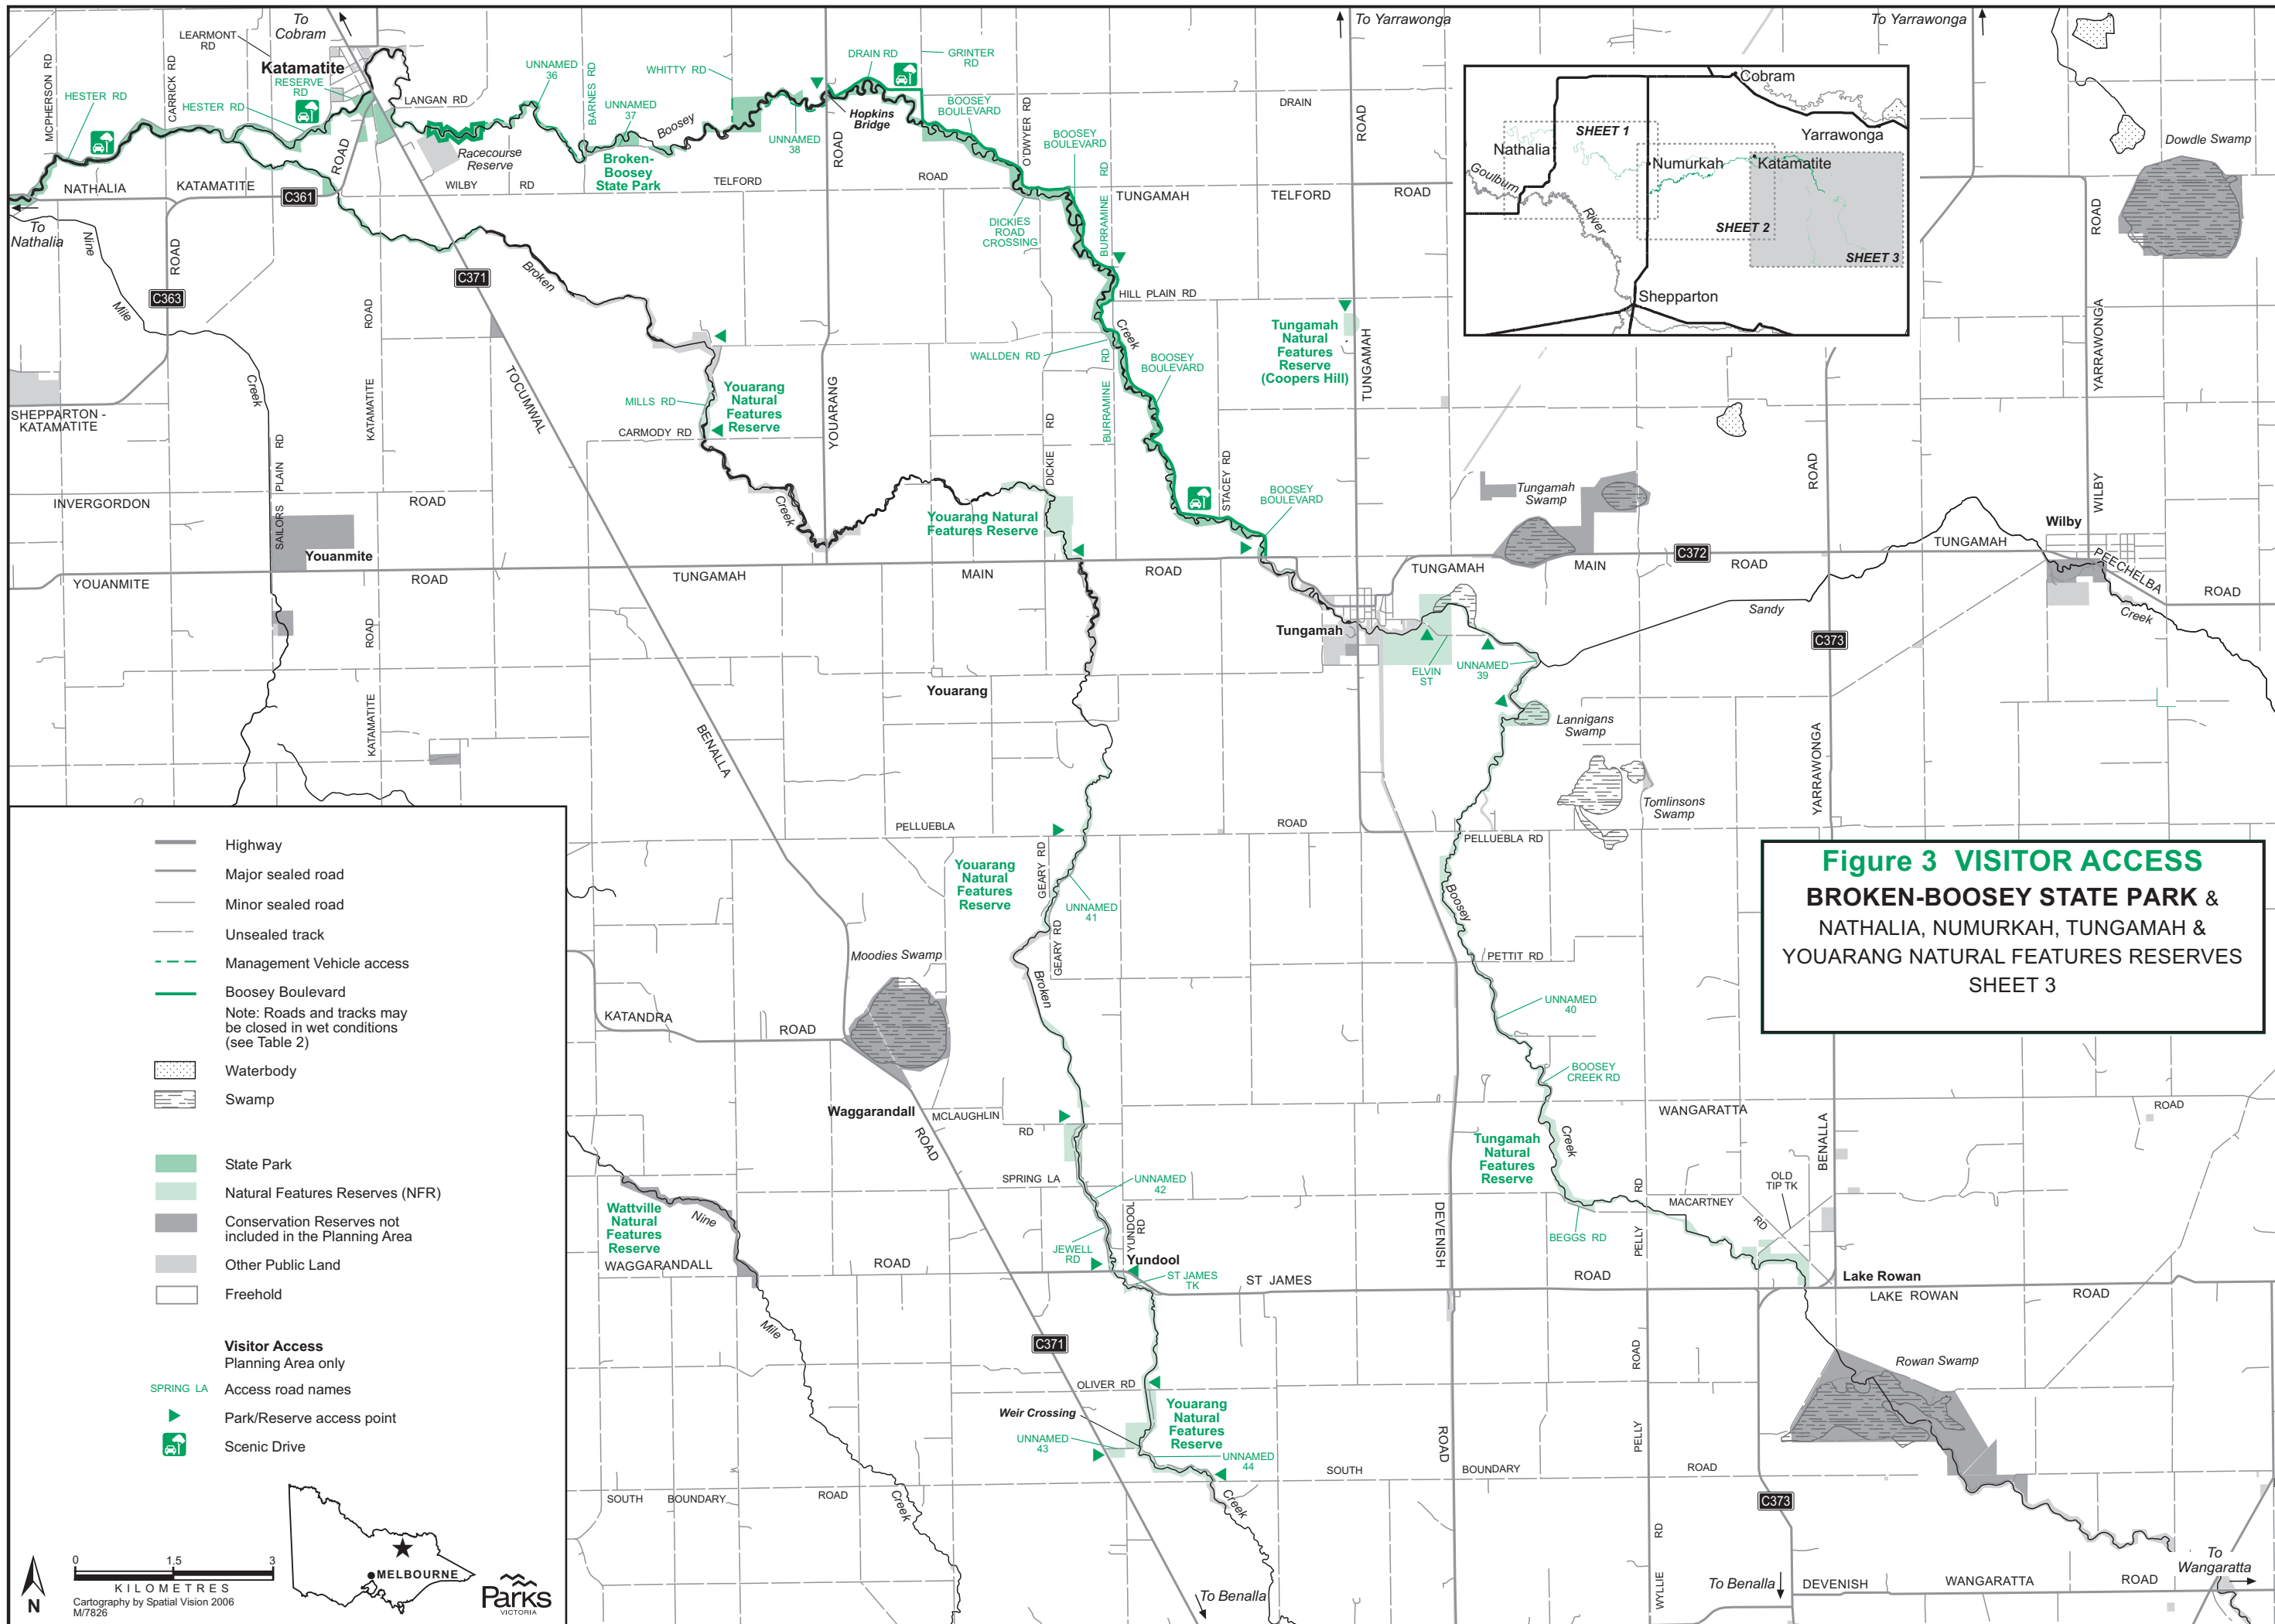 To
Cobram
To Yarrawonga
To Yarrawonga
LEARMONT
RD
Katamatite
RESERVE
RD
MCPHERSON RD
CARRICK RD
HESTER RD
HESTER RD
LANGAN RD
UNNAMED
36
BARNES RD
UNNAMED
37
WHITTY RD
DRAIN RD
GRINTER
RD
Boosey
UNNAMED
38
ROAD
Hopkins
Bridge
BOOSEY
BOULEVARD
O'DWYER RD
BOOSEY
BOULEVARD
DRAIN
ROAD
Dowdle Swamp
Racecourse
Reserve
Broken-
Boosey
State Park
ROAD
NATHALIA
KATAMATITE
C361
WILBY
RD
TELFORD
ROAD
TUNGAMAH
TELFORD
ROAD
BURRAMINE RD
DICKIES
ROAD
CROSSING
To
Nathalia
Nine
Mile
Creek
ROAD
C363
C371
Broken
HILL PLAIN RD
Creek
WALLDEN RD
BURRAMINE RD
BOOSEY
BOULEVARD
Tungamah
Natural
Features
Reserve
(Coopers Hill)
TUNGAMAH
ROAD
YARRAWONGA
WILBY
ROAD
KATAMATITE
SHEPPARTON -
KATAMATITE
TOCUMWAL
MILLS RD
Youarang
Natural
Features
Reserve
CARMODY RD
YOUARANG
DICKIE RD
STACEY RD
BOOSEY
BOULEVARD
SAILORS PLAIN RD
INVERGORDON
ROAD
Youanmite
YOUANMITE
ROAD
TUNGAMAH
MAIN
ROAD
Creek
Youarang Natural
Features Reserve
Tungamah
Swamp
ROAD
TUNGAMAH
MAIN
C372
ROAD
TUNGAMAH
Wilby
PEECHELBA
ROAD
Creek
Sandy
C373
Tungamah
ELVIN
ST
UNNAMED
39
ROAD
KATAMATITE
Youarang
BENALLA
Lannigans
Swamp
Tomlinsons
Swamp
YARRAWONGA
PELLUEBLA
ROAD
PELLUEBLA RD
Youarang
Natural
Features
Reserve
GEARY RD
UNNAMED
41
GEARY RD
Broken
Boosey
PETTIT RD
UNNAMED
40
BOOSEY
CREEK RD
Moodies Swamp
KATANDRA
ROAD
Waggarandall
MCLAUGHLIN
RD
ROAD
WANGARATTA
ROAD
Creek
Tungamah
Natural
Features
Reserve
BENALLA
SPRING LA
UNNAMED
42
Wattville
Natural
Features
Reserve
Nine
WAGGARANDALL
ROAD
JEWELL
RD
YUNDOOL
RD
Yundool
ST JAMES
TK
ST JAMES
ROAD
DEVENISH
BEGGS RD
PELLY
RD
MACARTNEY
RD
OLD
TIP TK
Lake Rowan
LAKE ROWAN
ROAD
Mile
C371
OLIVER RD
Weir Crossing
UNNAMED
43
Youarang
Natural
Features
Reserve
UNNAMED
44
Rowan Swamp
ROAD
PELLY
ROAD
SOUTH
BOUNDARY
ROAD
SOUTH
BOUNDARY
ROAD
Creek
Creek
C373
WYLLIE
RD
To Benalla
To Benalla
DEVENISH
WANGARATTA
ROAD
To
Wangaratta
Cobram
SHEET 1
Yarrawonga
Nathalia
Numurkah
Katamatite
Goulburn
River
SHEET 2
SHEET 3
Shepparton
Figure 3 VISITOR ACCESS
BROKEN-BOOSEY STATE PARK &
NATHALIA, NUMURKAH, TUNGAMAH &
YOUARANG NATURAL FEATURES RESERVES
SHEET 3
Highway
Major sealed road
Minor sealed road
Unsealed track
Management Vehicle access
Boosey Boulevard
Note: Roads and tracks may
be closed in wet conditions
(see Table 2)
Waterbody
Swamp
State Park
Natural Features Reserves (NFR)
Conservation Reserves not
included in the Planning Area
Other Public Land
Freehold
Visitor Access
Planning Area only
SPRING LA Access road names
Park/Reserve access point
Scenic Drive
N
0 1.5 3
KILOMETRES
Cartography by Spatial Vision 2006
M/7826
MELBOURNE
Parks
VICTORIA